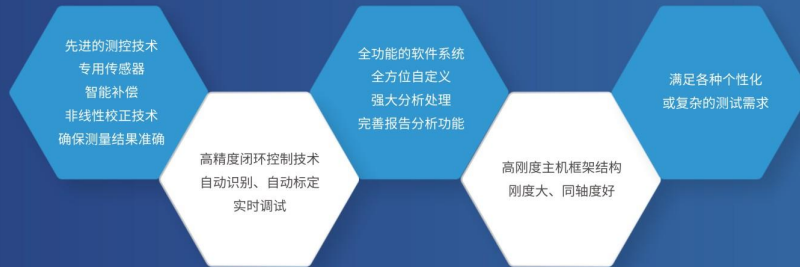 先进的测控技术
专用传感器
智能补偿
非线性校正技术
确保测量结果准确
高精度闭环控制技术
自动识别、自动标定
实时调试
全功能的软件系统
全方位自定义
强大分析处理
完善报告分析功能
高刚度主机框架结构
刚度大、同轴度好
满足各种个性化
或复杂的测试需求